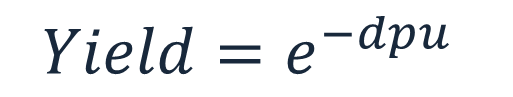 Yield = e^{-dpu}